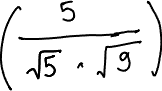 (5 / (√5 · √9))